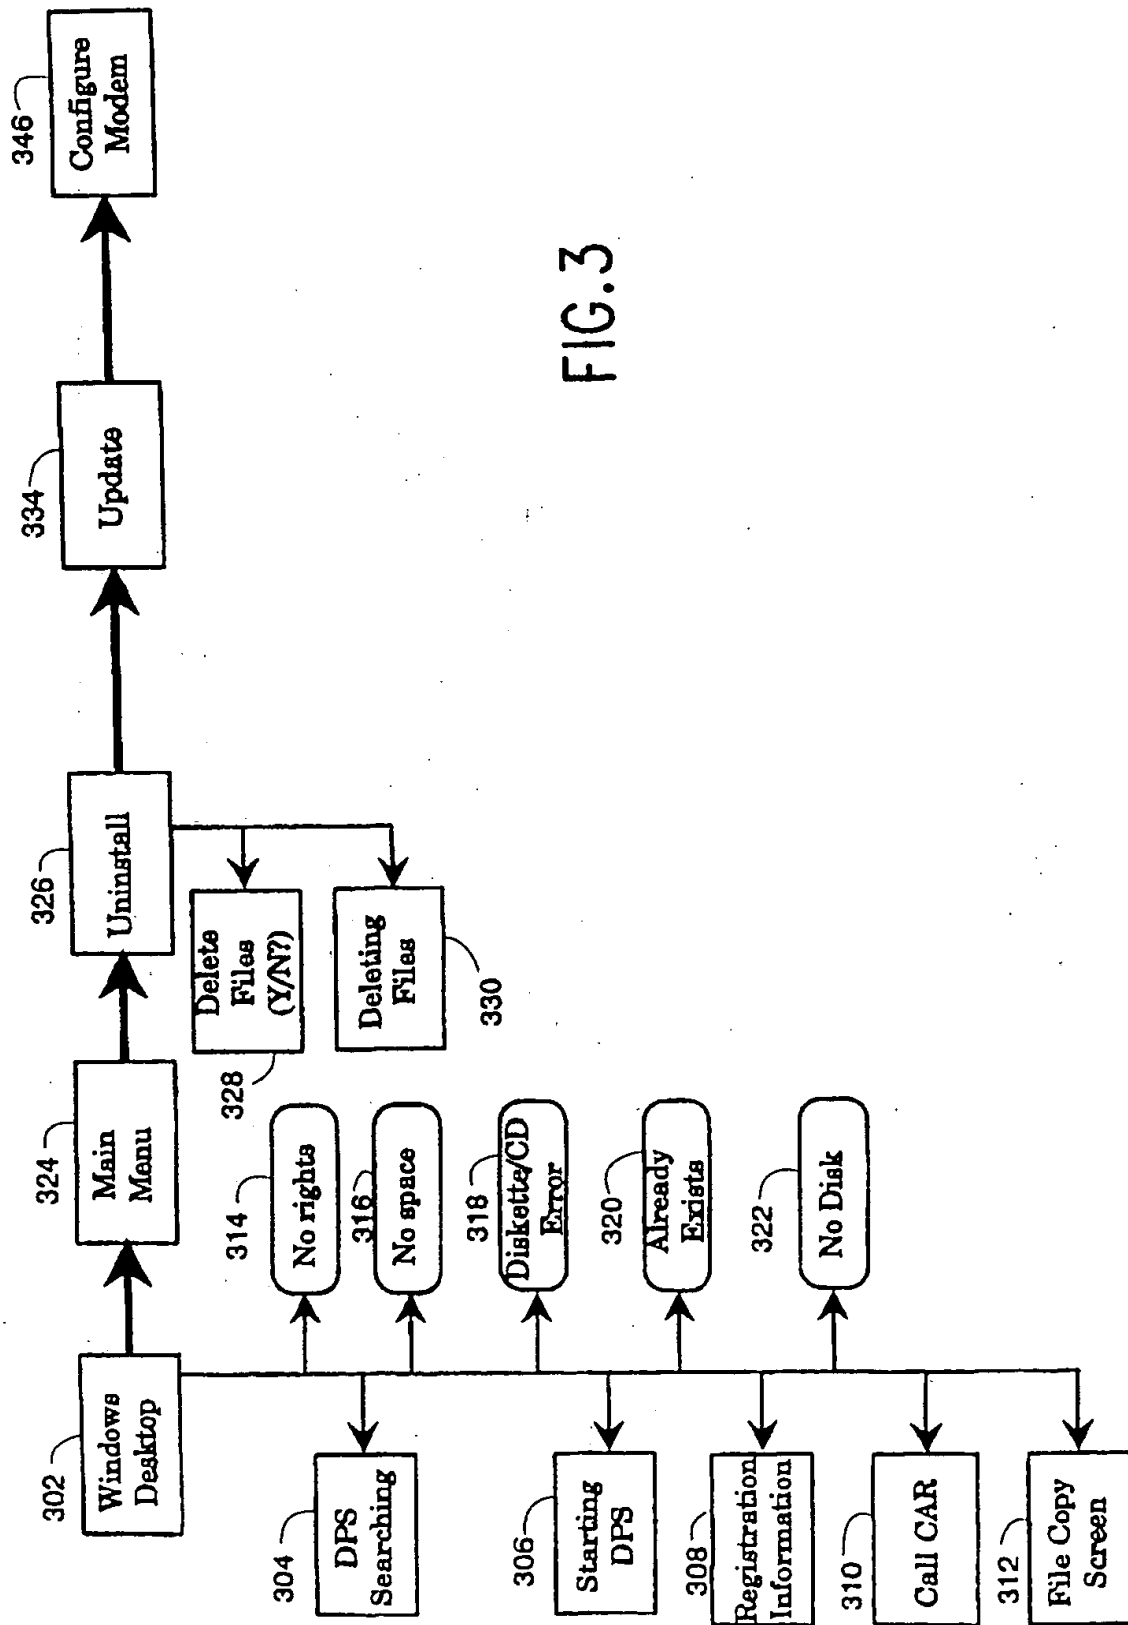 302
Windows
Desktop
324
Main
Menu
326
Uninstall
334
Update
346
Configure
Modem
328
Delete
Files
(Y/N?)
Deleting
Files
330
314
No rights
316
No space
318
Diskette/CD
Error
320
Already
Exists
322
No Disk
304
DPS
Searching
306
Starting
DPS
308
Registration
Information
310
Call CAR
312
File Copy
Screen
FIG.3